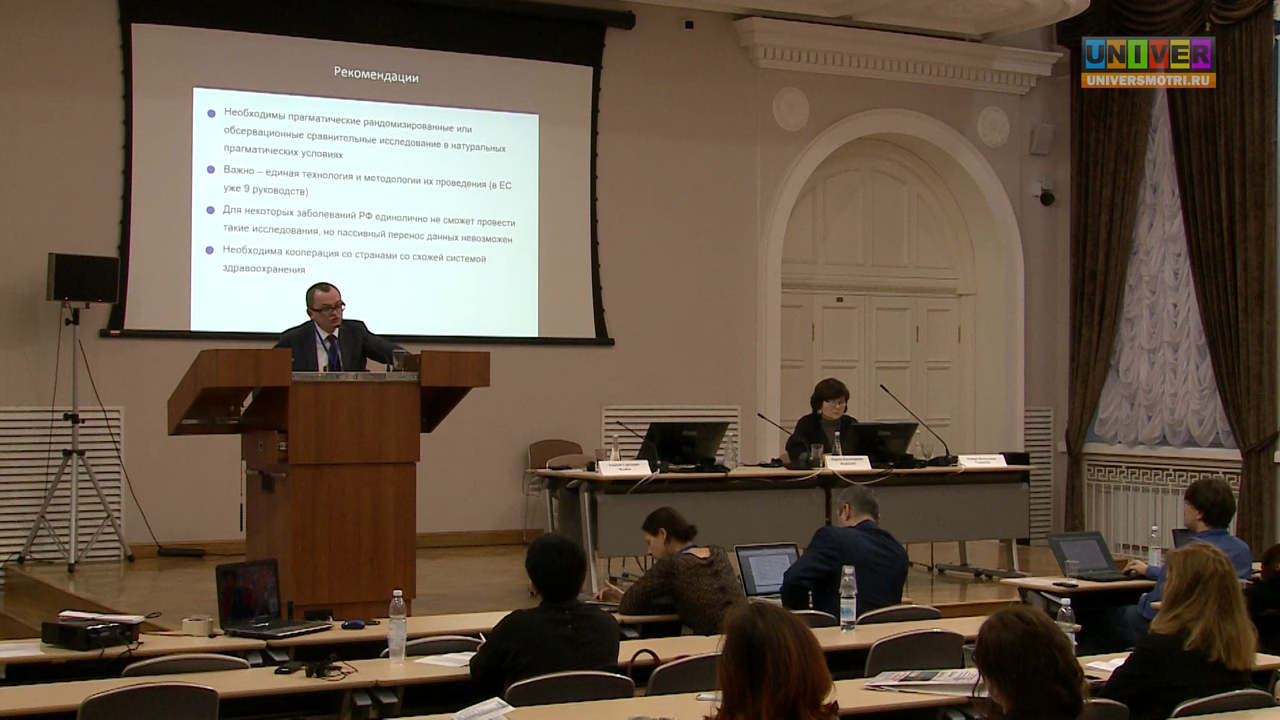 UNIVER
UNIVERSMOTRI.RU
Рекомендации
Необходимы прагматические рандомизированные или
обсервационные сравнительные исследование в натуральных
прагматических условиях
Важно – единая технология и методологии их проведения (в ЕС
уже 9 руководств)
Для некоторых заболеваний РФ единолично не сможет провести
такие исследования, но пассивный перенос данных невозможен
Необходима кооперация со странами со схожей системой
здравоохранения